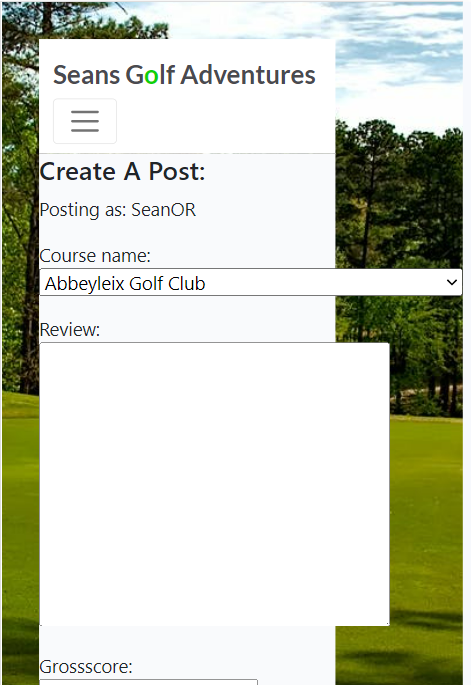 Seans Golf Adventures
Create A Post:
Posting as: SeanOR
Course name:
Abbeyleix Golf Club
Review:
Grossscore: